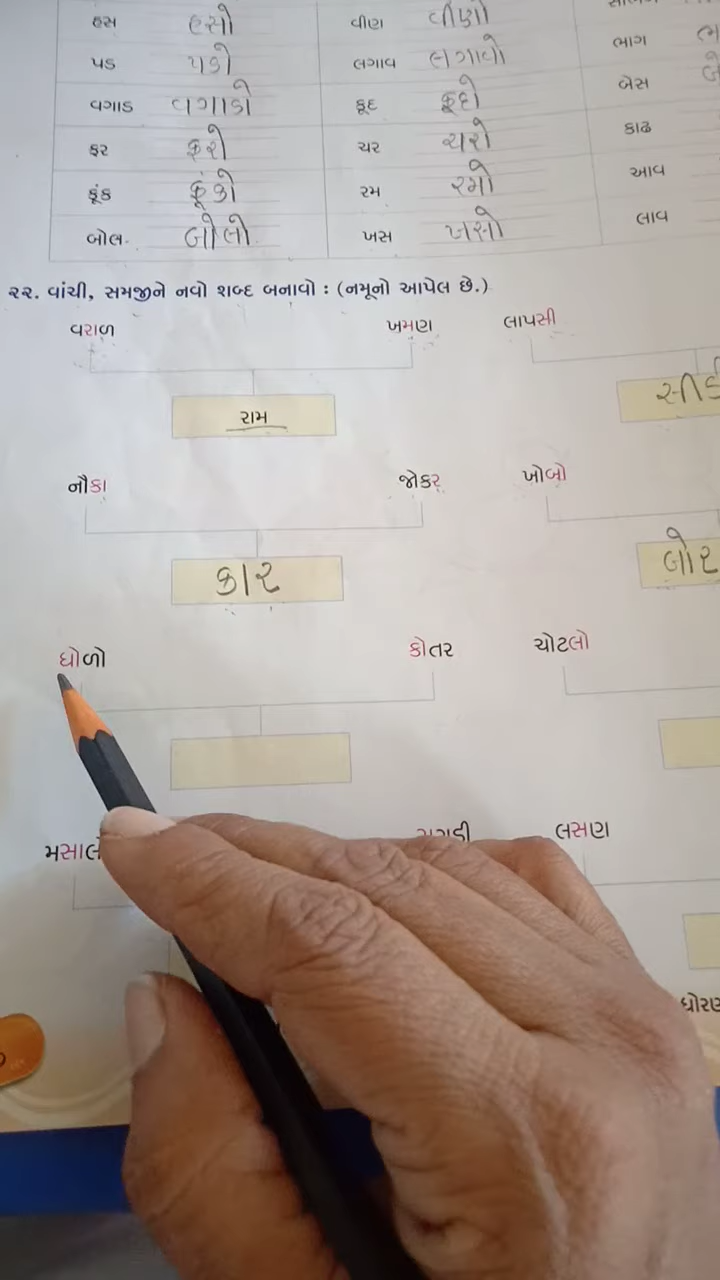 હસ હસો વીણ વીણો
પડ પડો લગાવ લગાવો ભાગ
વગાડ વગાડો કૂદ કૂદો બેસ
ફર ફરો ચર ચરો કાઢ
ફૂંક ફૂંકો રમ રમો આવ
બોલ બોલો ખસ ખસો લાવ
૨૨. વાંચી, સમજીને નવો શબ્દ બનાવો : (નમૂનો આપેલ છે.)
વરાળ ખમણ લાપસી
રામ
નૌકા જોકર ખોબો
કાર બોર
ધોળો કોતર ચોટલો
લસણ